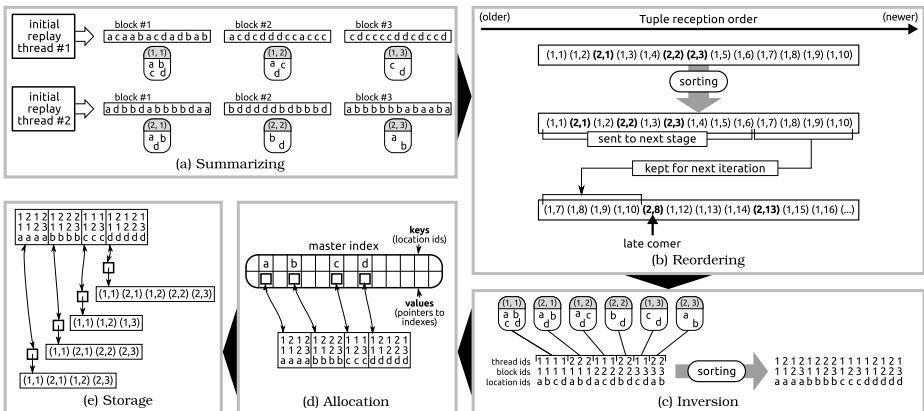 initial
replay
thread #1
block #1
block #2
block #3
a c a a b a c d a d b a b
a c d c d d d c c a c c c
c d c c c c d d c d c c d
(1, 1)
(1, 2)
(1, 3)
a b
c d
a c
d
c
d
initial
replay
thread #2
block #1
block #2
block #3
a d b b d a b b b b d a a
b d d d d d b d b b b d
a b b b b b b a b a a b a
(2, 1)
(2, 2)
(2, 3)
a b
d
b
d
a
b
(a) Summarizing
(older)
Tuple reception order
(newer)
(1,1) (1,2) (2,1) (1,3) (1,4) (2,2) (2,3) (1,5) (1,6) (1,7) (1,8) (1,9) (1,10)
sorting
(1,1) (2,1) (1,2) (2,2) (1,3) (2,3) (1,4) (1,5) (1,6) (1,7) (1,8) (1,9) (1,10)
sent to next stage
kept for next iteration
(1,7) (1,8) (1,9) (1,10) (2,8) (1,12) (1,13) (1,14) (2,13) (1,15) (1,16) (...)
late comer
(b) Reordering
(1, 1) (2, 1) (1, 2) (2, 2) (1, 3) (2, 3)
a b
c d
a b
d
a c
d
b
d
c
d
a
b
thread ids 1 1 1 1 2 2 2 1 1 1 2 2 1 1 2 2
block ids 1 1 1 1 1 1 1 2 2 2 2 2 3 3 3 3
location ids a b c d a b d a c d b d c d a b
sorting
1 2 1 2 1 2 2 2 1 1 1 1 2 1 2 1
1 1 2 3 1 1 2 3 1 2 3 1 1 2 2 3
a a a a b b b b c c c d d d d d
(c) Inversion
master index
keys
(location ids)
a b c d
values
(pointers to
indexes)
1 2 1 2 1 2 2 2 1 1 1 1 2 1 2 1
1 1 2 3 1 1 2 3 1 2 3 1 1 2 2 3
a a a a b b b b c c c d d d d d
(d) Allocation
1 2 1 2 1 2 2 2 1 1 1 1 2 1 2 1
1 1 2 3 1 1 2 3 1 2 3 1 1 2 2 3
a a a a b b b b c c c d d d d d
(1,1) (2,1) (1,2) (2,2) (2,3)
(1,1) (1,2) (1,3)
(1,1) (2,1) (2,2) (2,3)
(1,1) (2,1) (1,2) (2,3)
(e) Storage